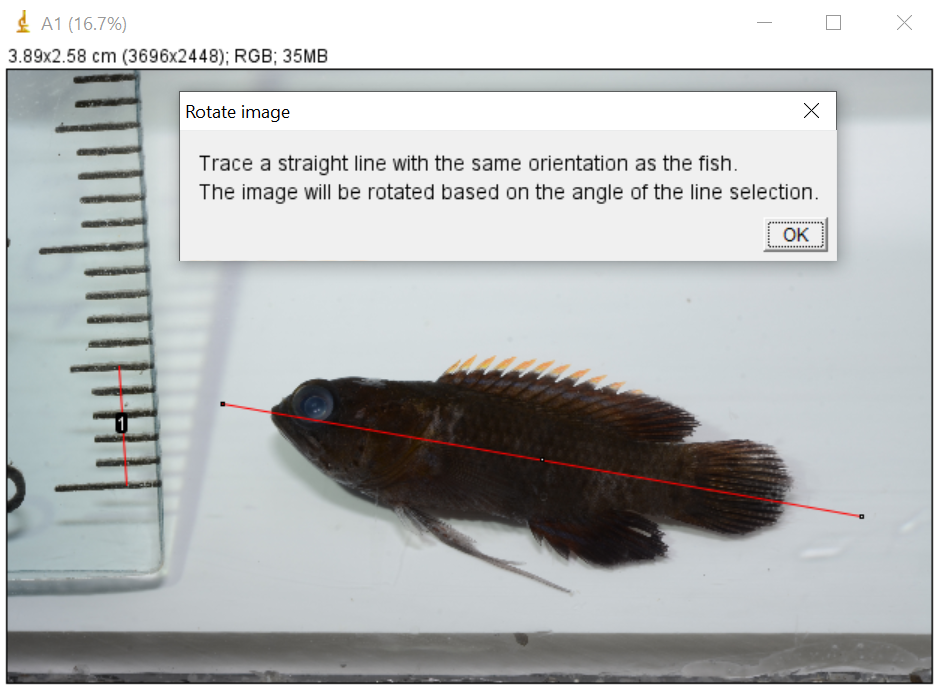 A1 (16.7%)
3.89x2.58 cm (3696x2448); RGB; 35MB
Rotate image
Trace a straight line with the same orientation as the fish.
The image will be rotated based on the angle of the line selection.
OK
1